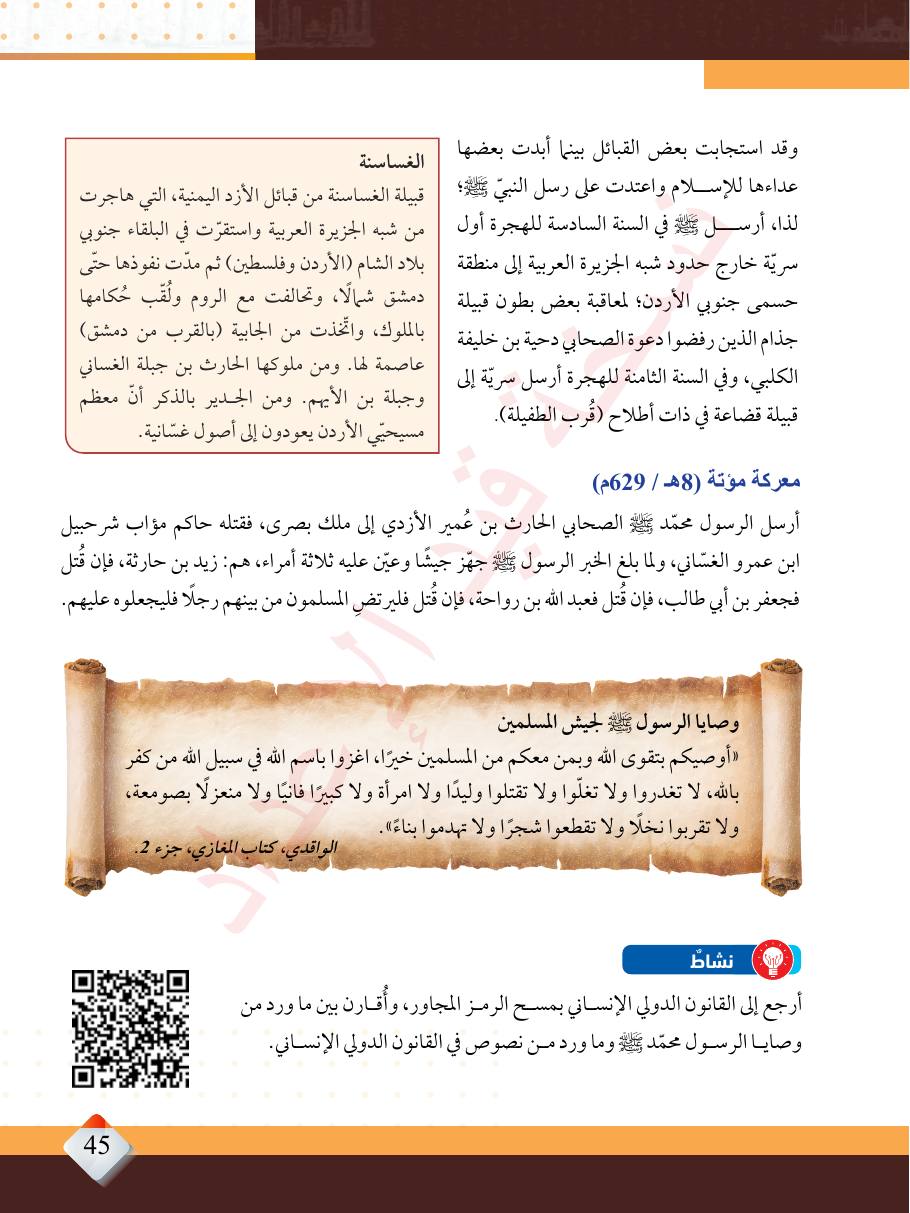 وقد استجابت بعض القبائل بينما أبدت بعضها
عداءها للإسلام واعتدت على رسل النبيّ ﷺ؛
لذا، أرسل ﷺ في السنة السادسة للهجرة أول
سريّة خارج حدود شبه الجزيرة العربية إلى منطقة
حسمى جنوبي الأردن؛ لمعاقبة بعض بطون قبيلة
جذام الذين رفضوا دعوة الصحابي دحية بن خليفة
الكلبي، وفي السنة الثامنة للهجرة أرسل سريّة إلى
قبيلة قضاعة في ذات أطلاح (قُرب الطفيلة).
الغساسنة
قبيلة الغساسنة من قبائل الأزد اليمنية، التي هاجرت
من شبه الجزيرة العربية واستقرّت في البلقاء جنوبي
بلاد الشام (الأردن وفلسطين) ثم مدّت نفوذها حتّى
دمشق شمالًا، وتحالفت مع الروم ولُقّب حُكامها
بالملوك، واتّخذت من الجابية (بالقرب من دمشق)
عاصمة لها. ومن ملوكها الحارث بن جبلة الغساني
وجبلة بن الأيهم. ومن الجدير بالذكر أنّ معظم
مسيحيّي الأردن يعودون إلى أصول غسّانية.
معركة مؤتة (8هـ / 629م)
أرسل الرسول محمّد ﷺ الصحابي الحارث بن عُمير الأزدي إلى ملك بصرى، فقتله حاكم مؤاب شرحبيل
ابن عمرو الغسّاني، ولما بلغ الخبر الرسول ﷺ جهّز جيشًا وعيّن عليه ثلاثة أمراء، هم: زيد بن حارثة، فإن قُتل
فجعفر بن أبي طالب، فإن قُتل فعبد الله بن رواحة، فإن قُتل فليرتضِ المسلمون من بينهم رجلًا فليجعلوه عليهم.
وصايا الرسول ﷺ لجيش المسلمين
«أوصيكم بتقوى الله وبمن معكم من المسلمين خيرًا، اغزوا باسم الله في سبيل الله من كفر
بالله، لا تغدروا ولا تغلّوا ولا تقتلوا وليدًا ولا امرأة ولا كبيرًا فانيًا ولا منعزلًا بصومعة،
ولا تقربوا نخلًا ولا تقطعوا شجرًا ولا تهدموا بناءً».
الواقدي، كتاب المغازي، جزء 2.
نشاطٌ
أرجع إلى القانون الدولي الإنساني بمسح الرمز المجاور، وأُقارن بين ما ورد من
وصايا الرسول محمّد ﷺ وما ورد من نصوص في القانون الدولي الإنساني.
45
نسخة قيد الإعداد